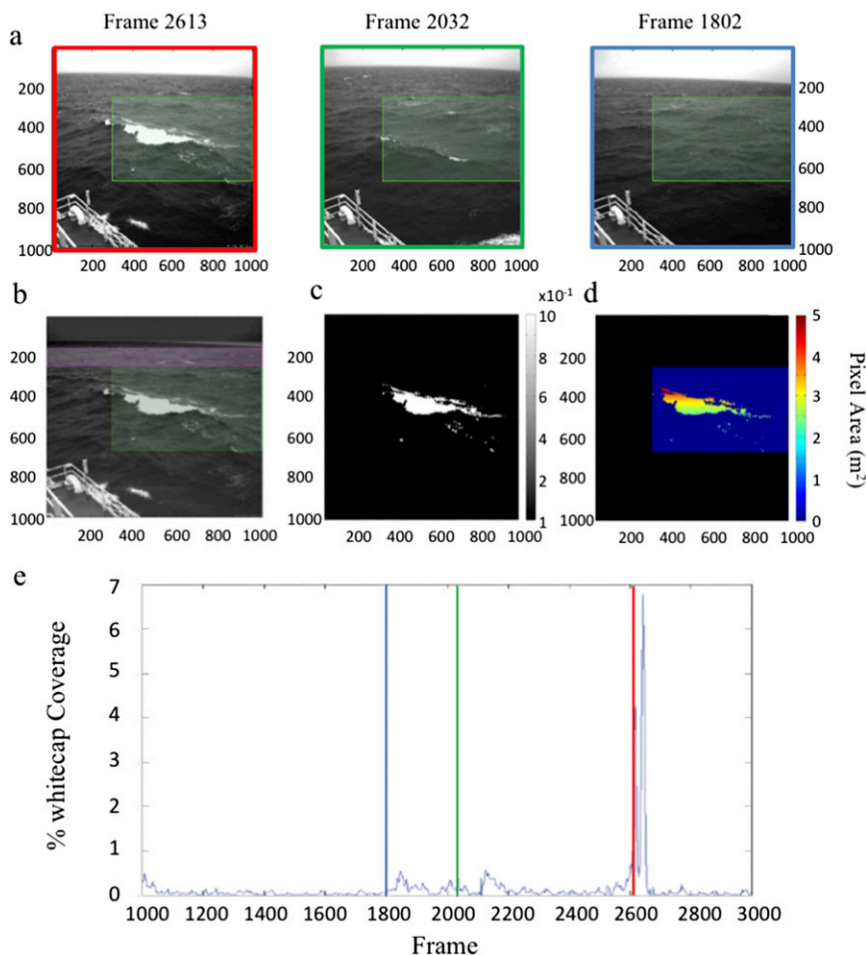 Frame 2613 Frame 2032 Frame 1802
a
200 200
400 400
600 600
800 800
1000 1000
200 400 600 800 1000 200 400 600 800 1000 200 400 600 800 1000
b c d
x10⁻¹
200 10 200 5
400 8 400 4
600 6 600 3
800 4 800 2
1000 2 1000 1
1 0
Pixel Area (m²)
200 400 600 800 1000 200 400 600 800 1000 200 400 600 800 1000
e
% whitecap Coverage
7
6
5
4
3
2
1
0
1000 1200 1400 1600 1800 2000 2200 2400 2600 2800 3000
Frame